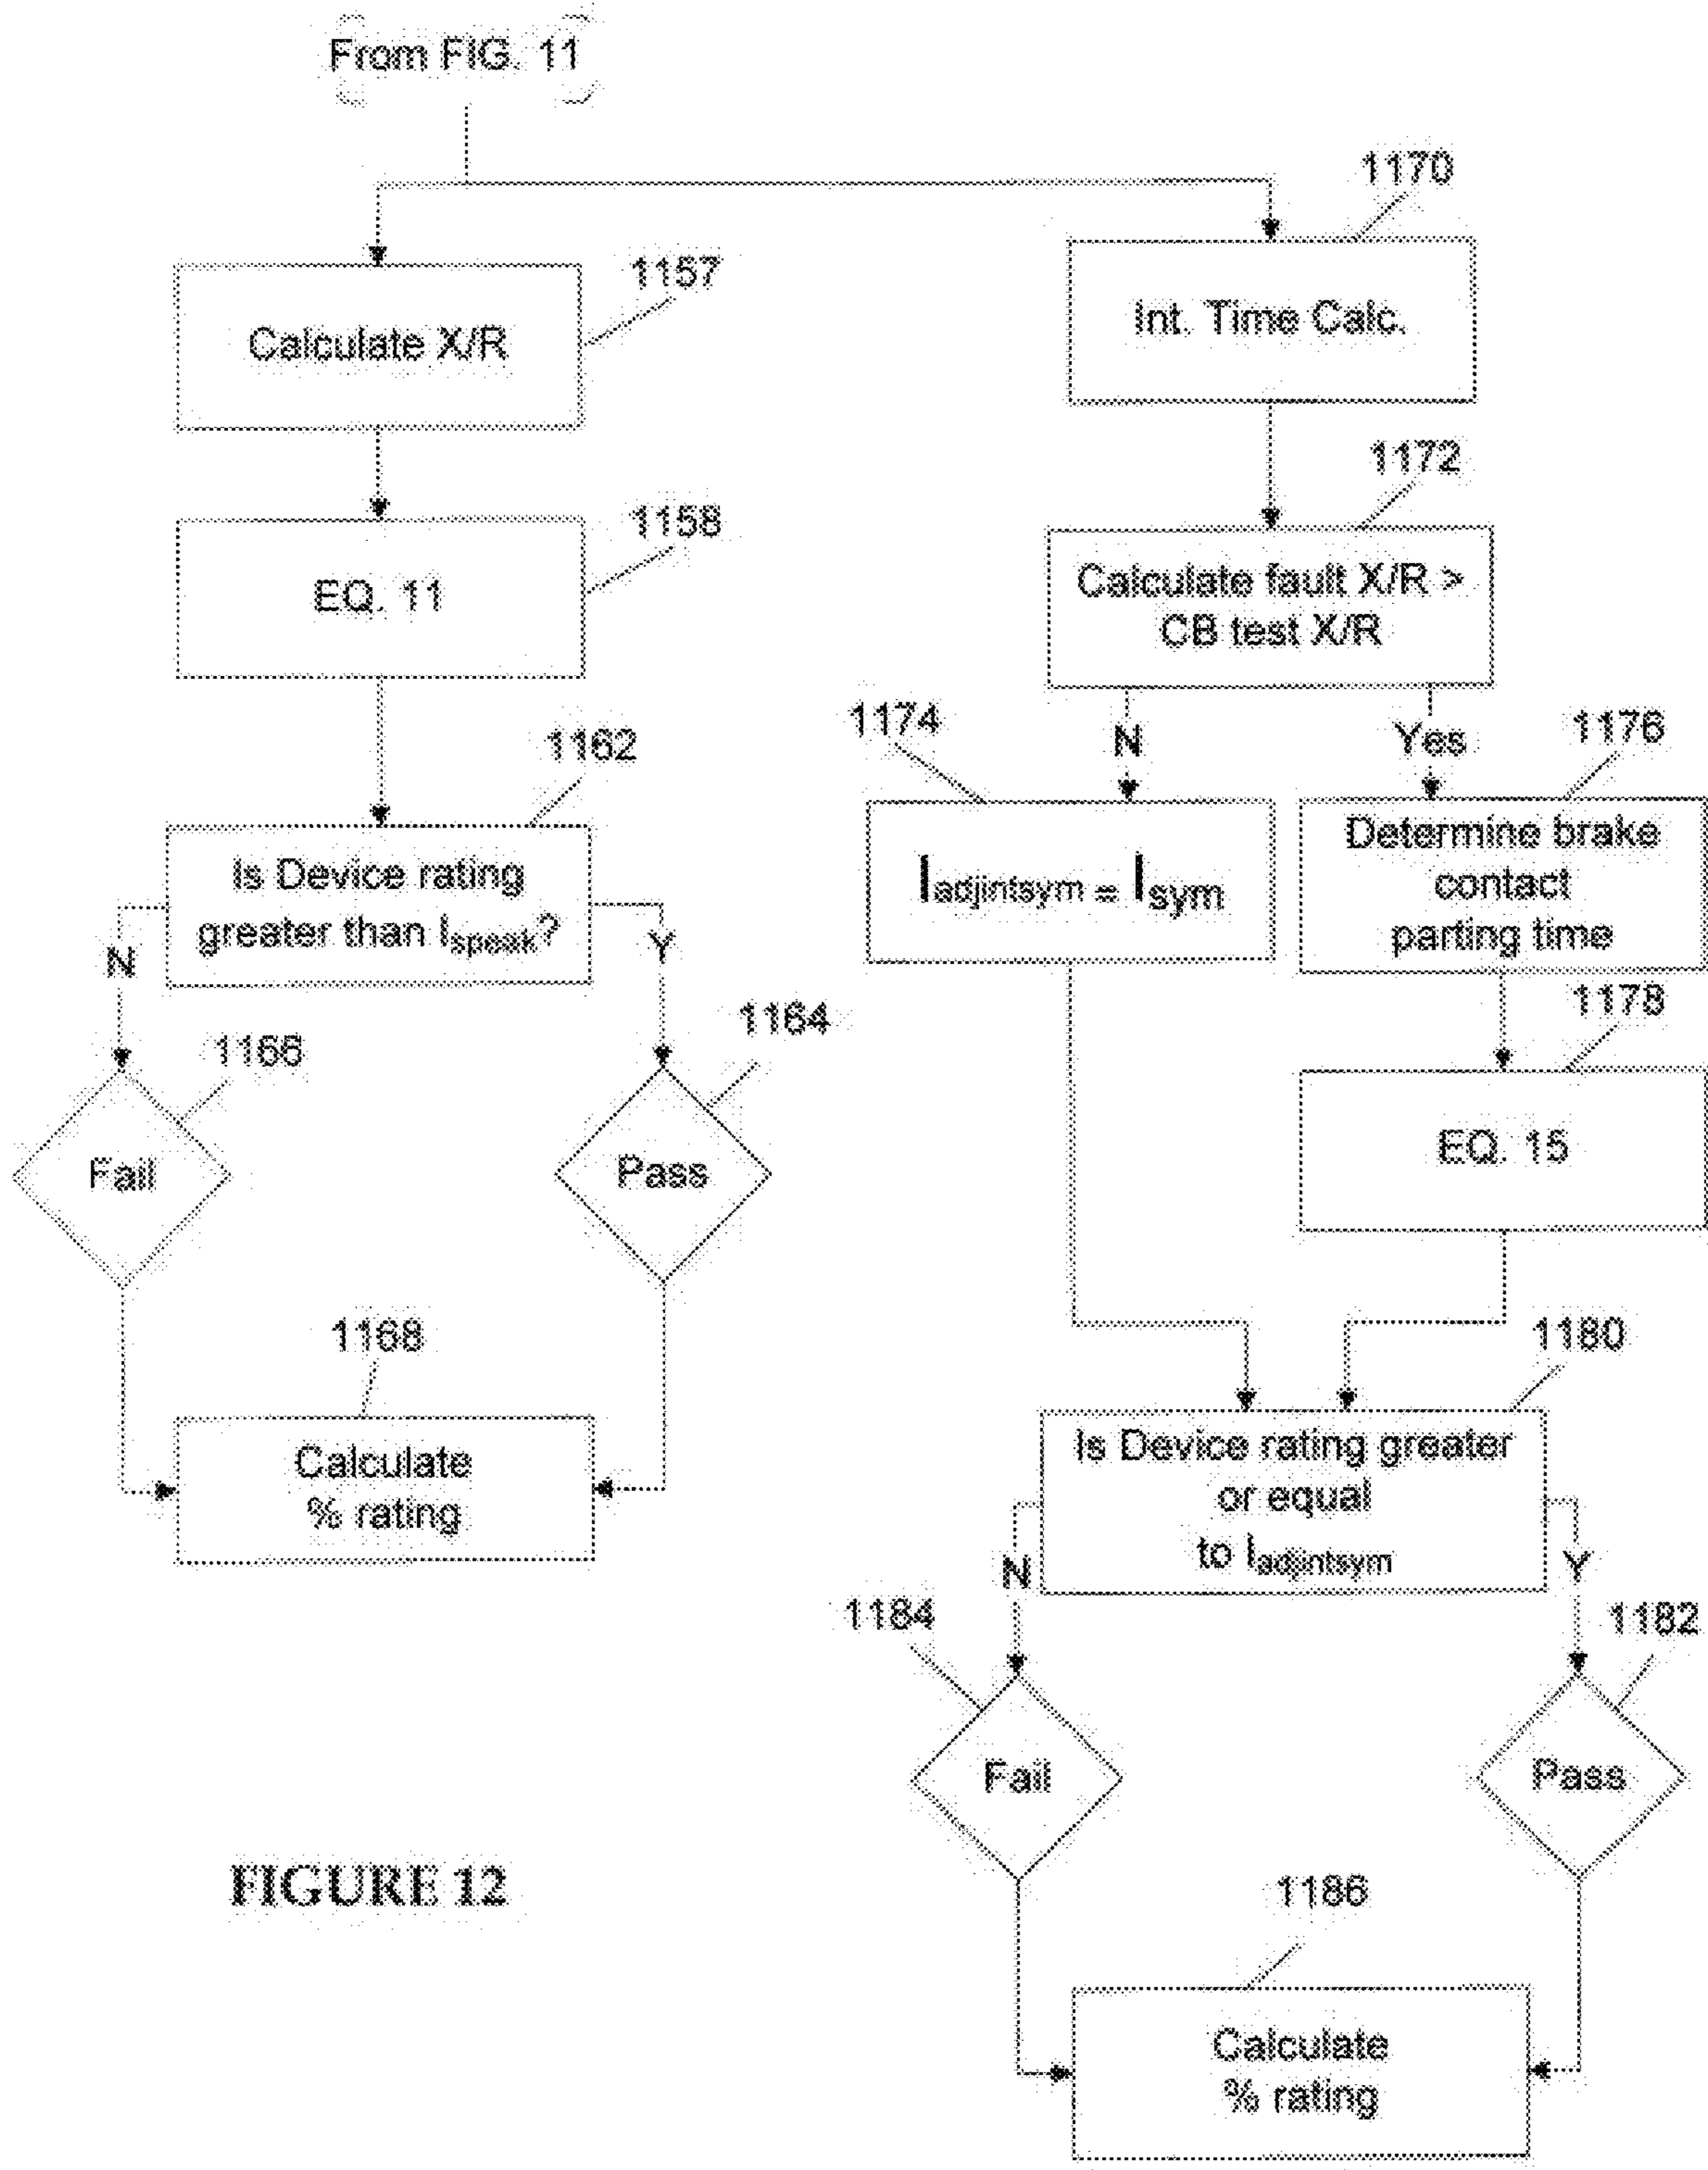 From FIG. 11
1170
1157
Calculate X/R
Int. Time Calc.
1172
1158
EQ. 11
Calculate fault X/R >
CB test X/R
1174
N
Yes
1176
1162
Is Device rating
greater than Ispeak?
N
Y
Iadjintsym = Isym
Determine brake
contact
parting time
1178
1166
1164
Fail
Pass
EQ. 15
1168
1180
Calculate
% rating
Is Device rating greater
or equal
to Iadjintsym
N
Y
1184
1182
Fail
Pass
FIGURE 12
1186
Calculate
% rating